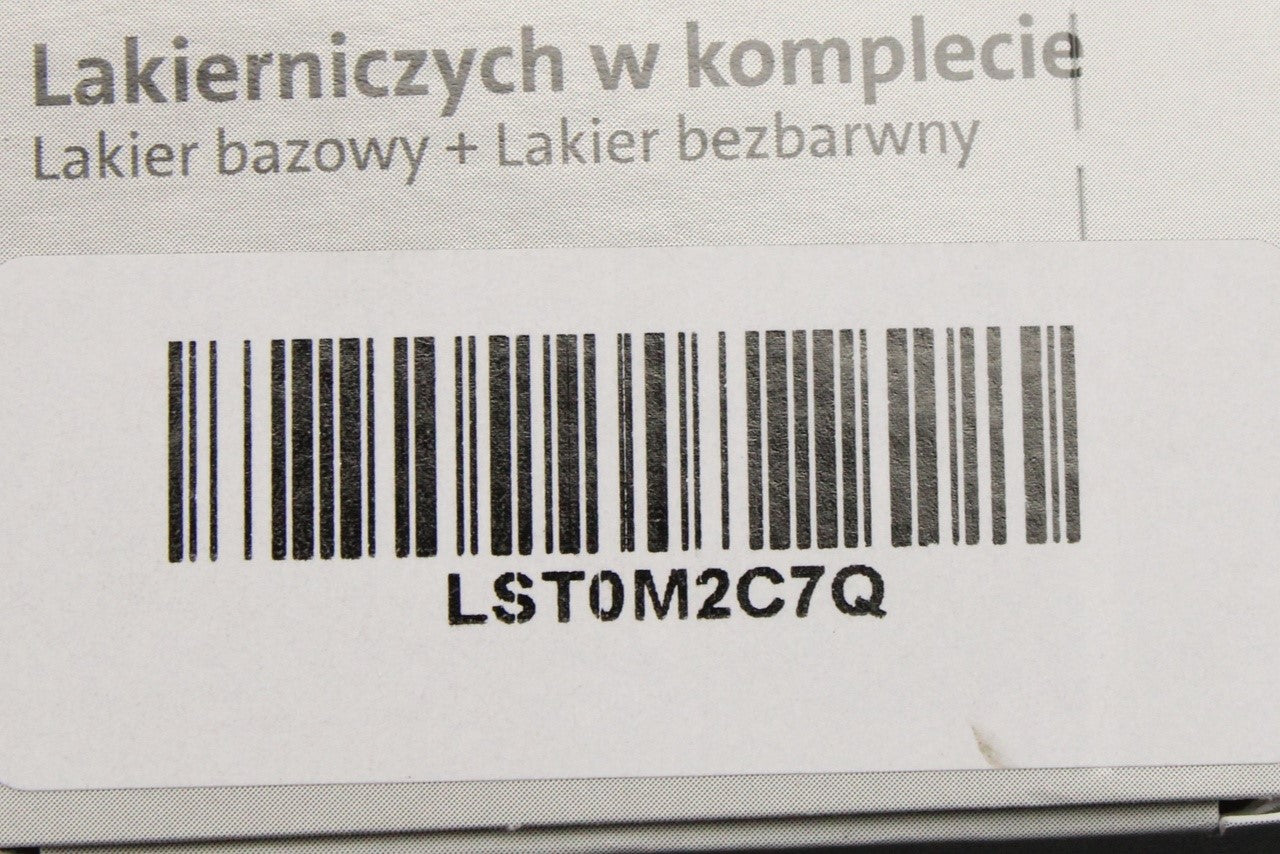 Lakierniczych w komplecie
Lakier bazowy + Lakier bezbarwny
LST0M2C7Q